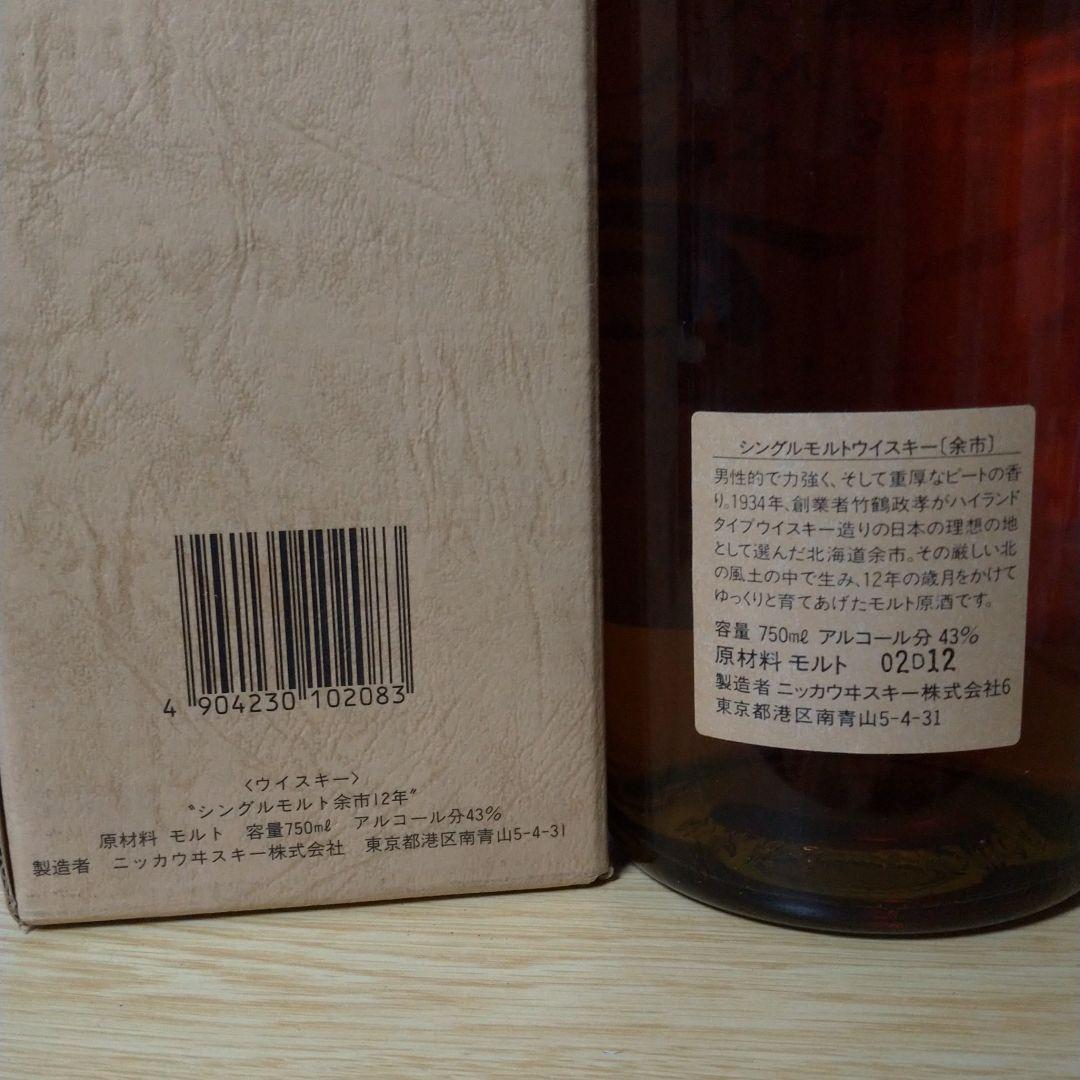 4 904230 102083
〈ウイスキー〉
〝シングルモルト余市12年〟
原材料 モルト 容量750㎖ アルコール分43%
製造者 ニッカウヰスキー株式会社 東京都港区南青山5-4-31
シングルモルトウイスキー〔余市〕
男性的で力強く、そして重厚なピートの香
り。1934年、創業者竹鶴政孝がハイランド
タイプウイスキー造りの日本の理想の地
として選んだ北海道余市。その厳しい北
の風土の中で生み、12年の歳月をかけて
ゆっくりと育てあげたモルト原酒です。
容量 750㎖ アルコール分 43%
原材料 モルト 02D12
製造者 ニッカウヰスキー株式会社6
東京都港区南青山5-4-31